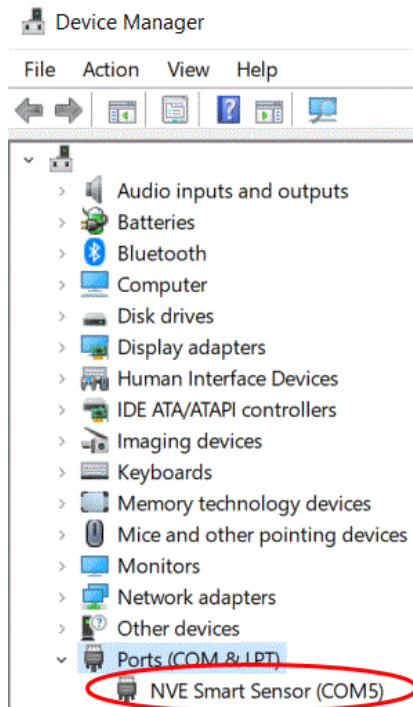 Device Manager
File Action View Help
Audio inputs and outputs
Batteries
Bluetooth
Computer
Disk drives
Display adapters
Human Interface Devices
IDE ATA/ATAPI controllers
Imaging devices
Keyboards
Memory technology devices
Mice and other pointing devices
Monitors
Network adapters
Other devices
Ports (COM & LPT)
NVE Smart Sensor (COM5)